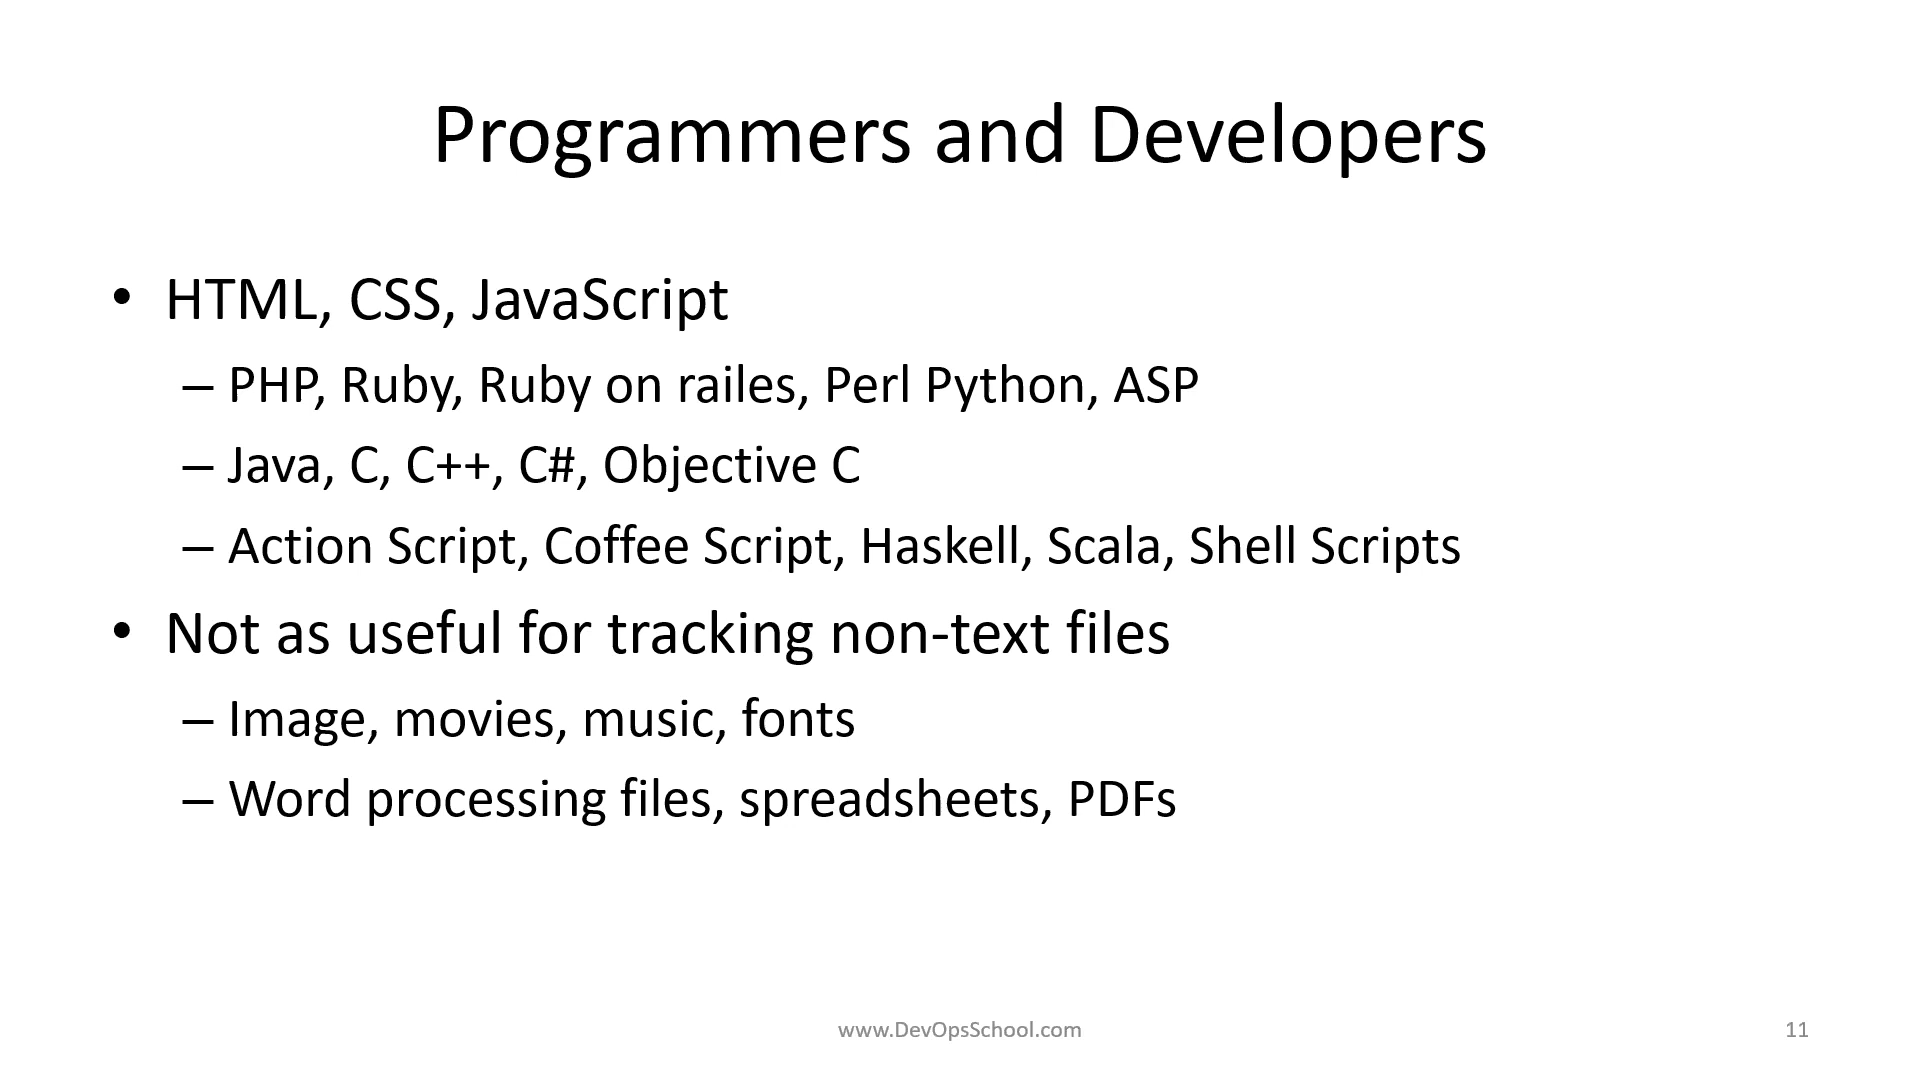 Programmers and Developers
• HTML, CSS, JavaScript
– PHP, Ruby, Ruby on railes, Perl Python, ASP
– Java, C, C++, C#, Objective C
– Action Script, Coffee Script, Haskell, Scala, Shell Scripts
• Not as useful for tracking non-text files
– Image, movies, music, fonts
– Word processing files, spreadsheets, PDFs
www.DevOpsSchool.com
11